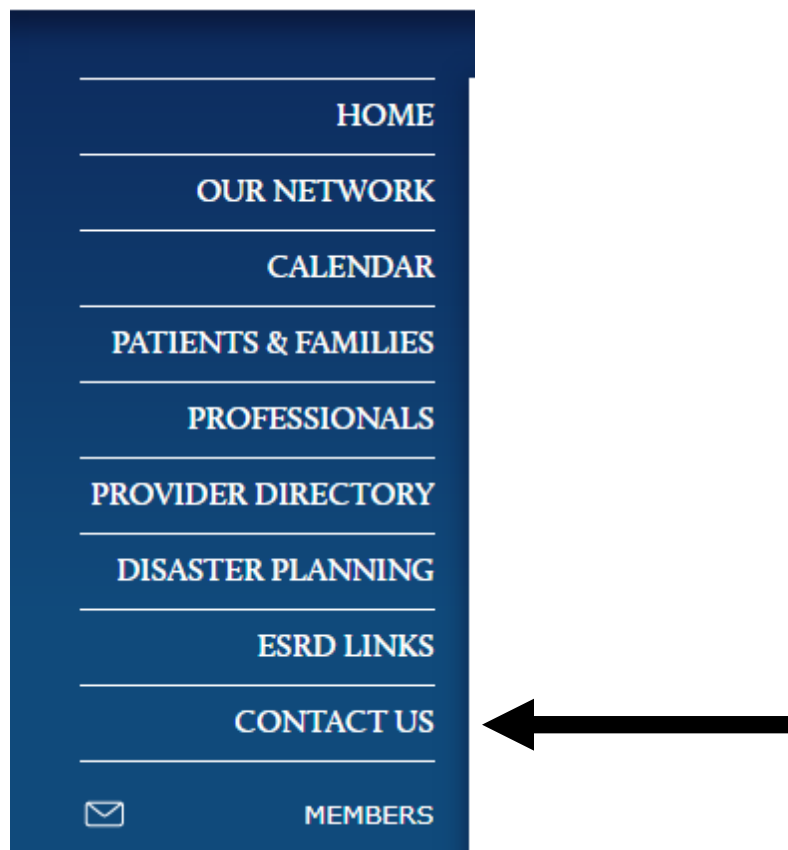 HOME
OUR NETWORK
CALENDAR
PATIENTS & FAMILIES
PROFESSIONALS
PROVIDER DIRECTORY
DISASTER PLANNING
ESRD LINKS
CONTACT US
MEMBERS